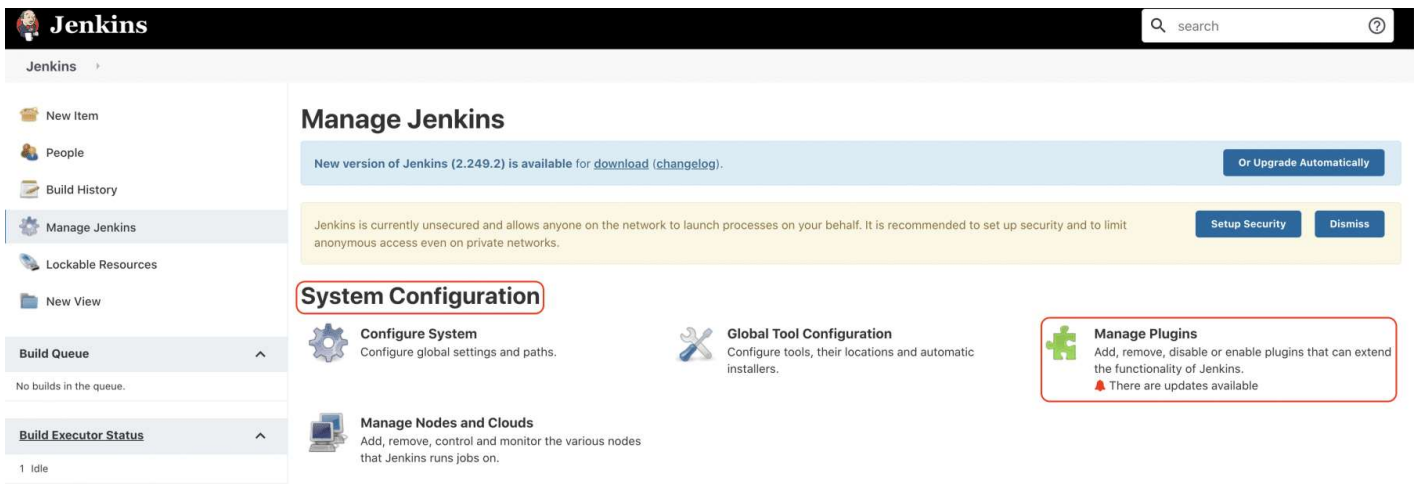 Jenkins
search
Jenkins
New Item
People
Build History
Manage Jenkins
Lockable Resources
New View
Build Queue
No builds in the queue.
Build Executor Status
1 Idle
Manage Jenkins
New version of Jenkins (2.249.2) is available for download (changelog).
Or Upgrade Automatically
Jenkins is currently unsecured and allows anyone on the network to launch processes on your behalf. It is recommended to set up security and to limit
anonymous access even on private networks.
Setup Security
Dismiss
System Configuration
Configure System
Configure global settings and paths.
Global Tool Configuration
Configure tools, their locations and automatic
installers.
Manage Plugins
Add, remove, disable or enable plugins that can extend
the functionality of Jenkins.
There are updates available
Manage Nodes and Clouds
Add, remove, control and monitor the various nodes
that Jenkins runs jobs on.